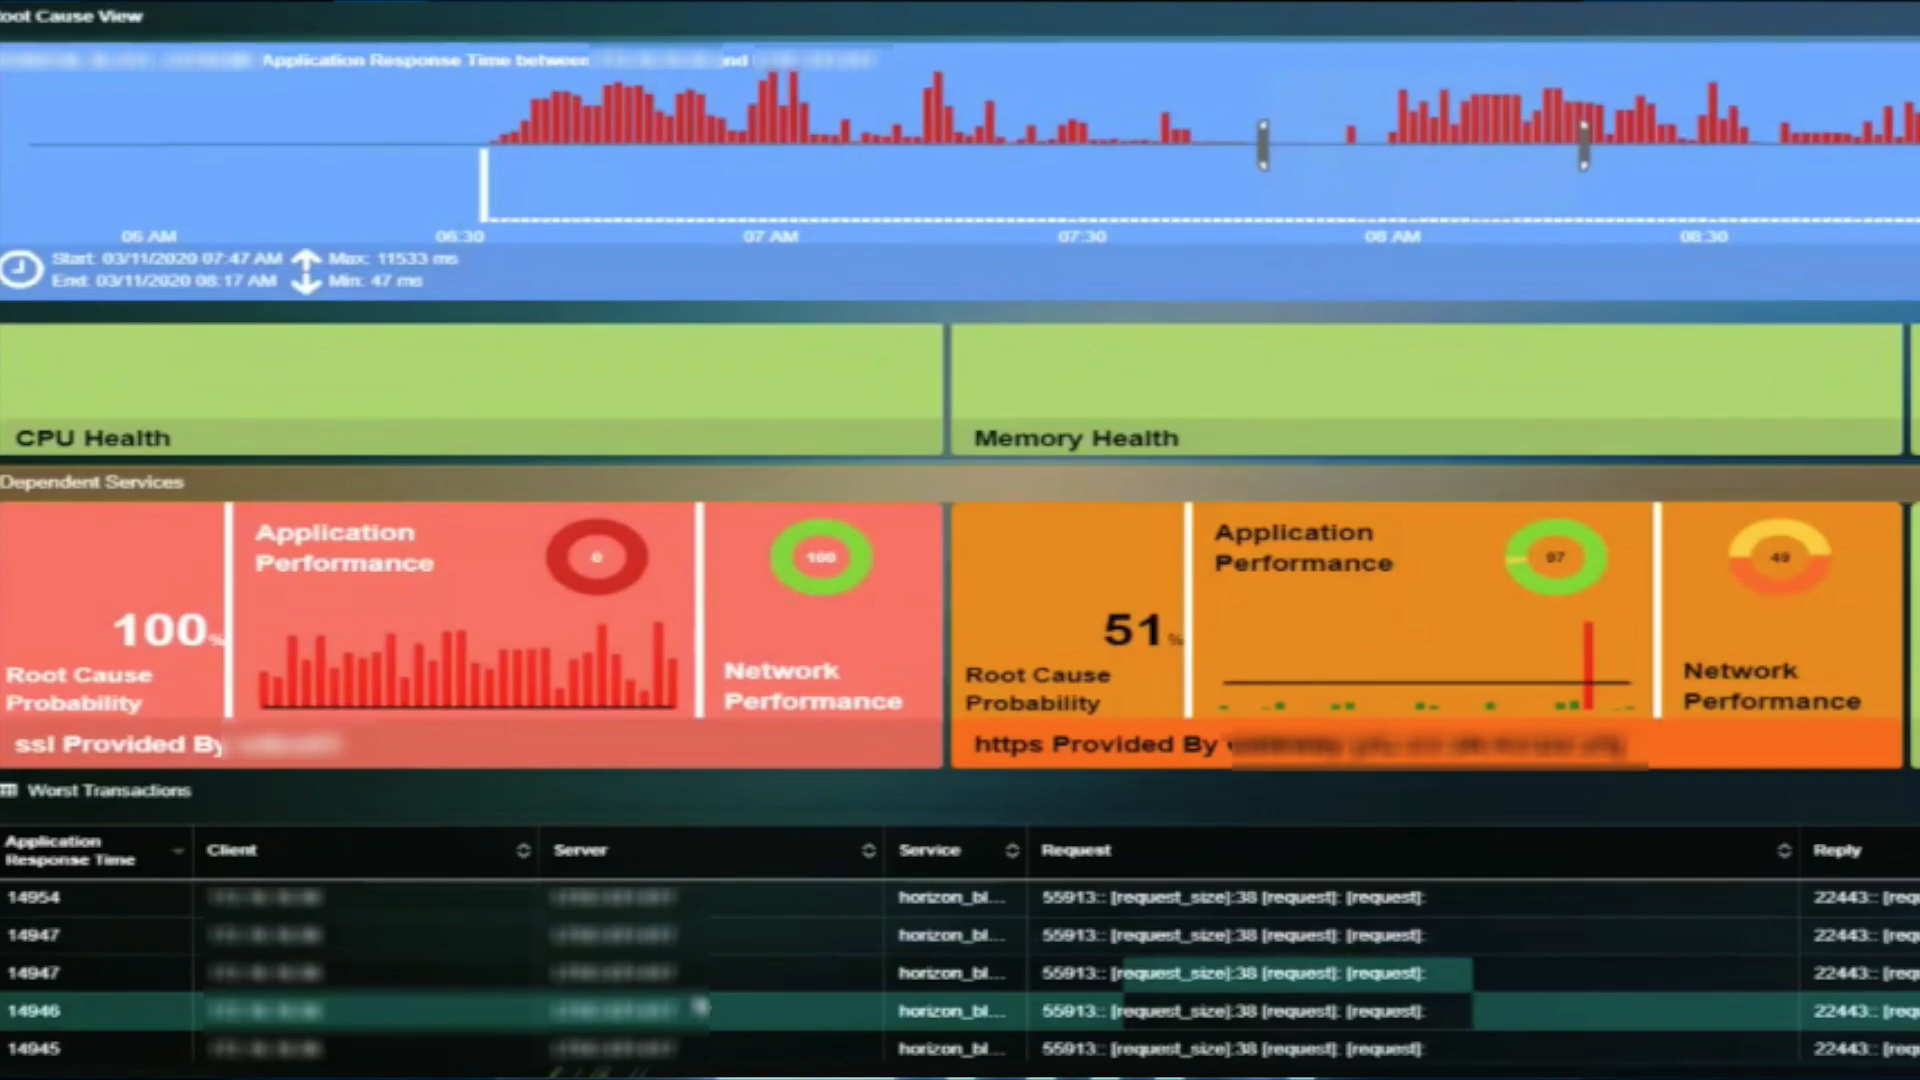 oot Cause View
Application Response Time between
nd
06 AM 06:30 07 AM 07:30 08 AM 08:30
Start: 03/11/2020 07:47 AM Max: 11533 ms
End: 03/11/2020 08:17 AM Min: 47 ms
CPU Health
Memory Health
Dependent Services
100%
Root Cause
Probability
Application
Performance
0
100
Network
Performance
ssl Provided By
51%
Root Cause
Probability
Application
Performance
97
49
Network
Performance
https Provided By
Worst Transactions
Application
Response Time
Client Server Service Request Reply
14954 horizon_bl... 55913:: [request_size]:38 [request]: [request]: 22443:: [req
14947 horizon_bl... 55913:: [request_size]:38 [request]: [request]: 22443:: [req
14947 horizon_bl... 55913:: [request_size]:38 [request]: [request]: 22443:: [req
14946 horizon_bl... 55913:: [request_size]:38 [request]: [request]: 22443:: [req
14945 horizon_bl... 55913:: [request_size]:38 [request]: [request]: 22443:: [req